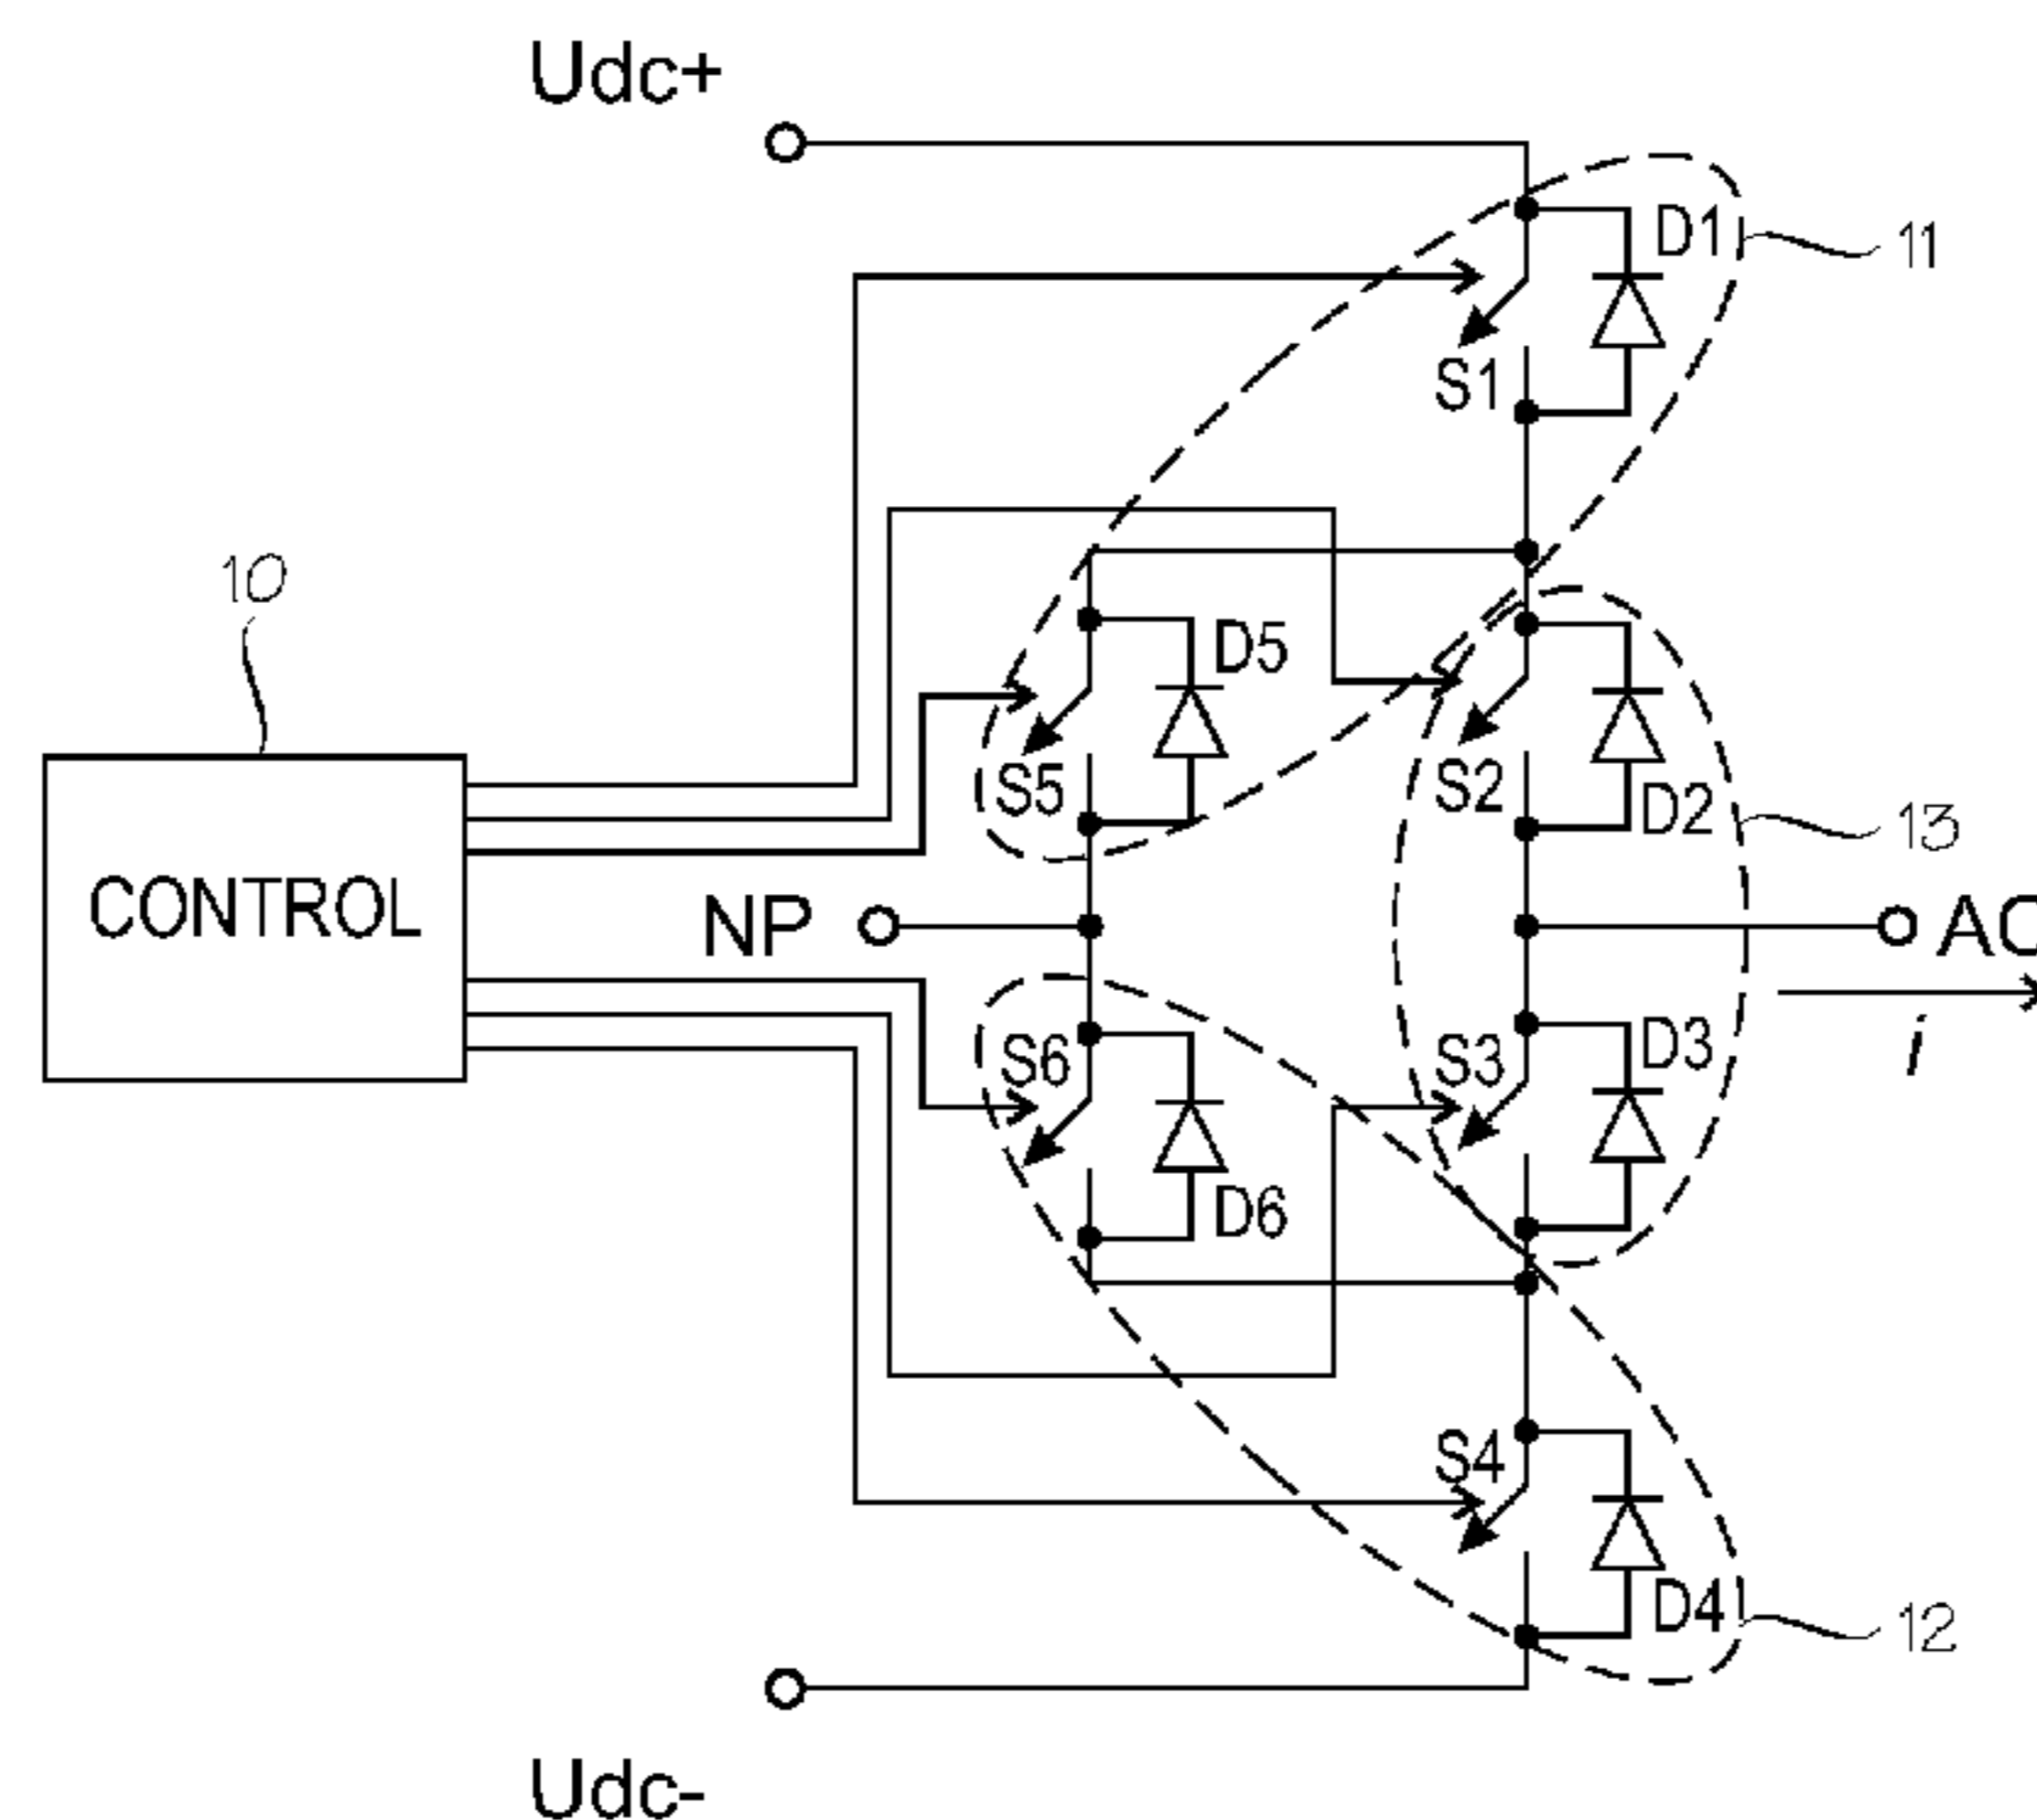 Udc+
D1
11
S1
10
D5
S5
S2
D2
13
CONTROL
NP
AC
i
S6
S3
D3
D6
S4
D4
12
Udc-